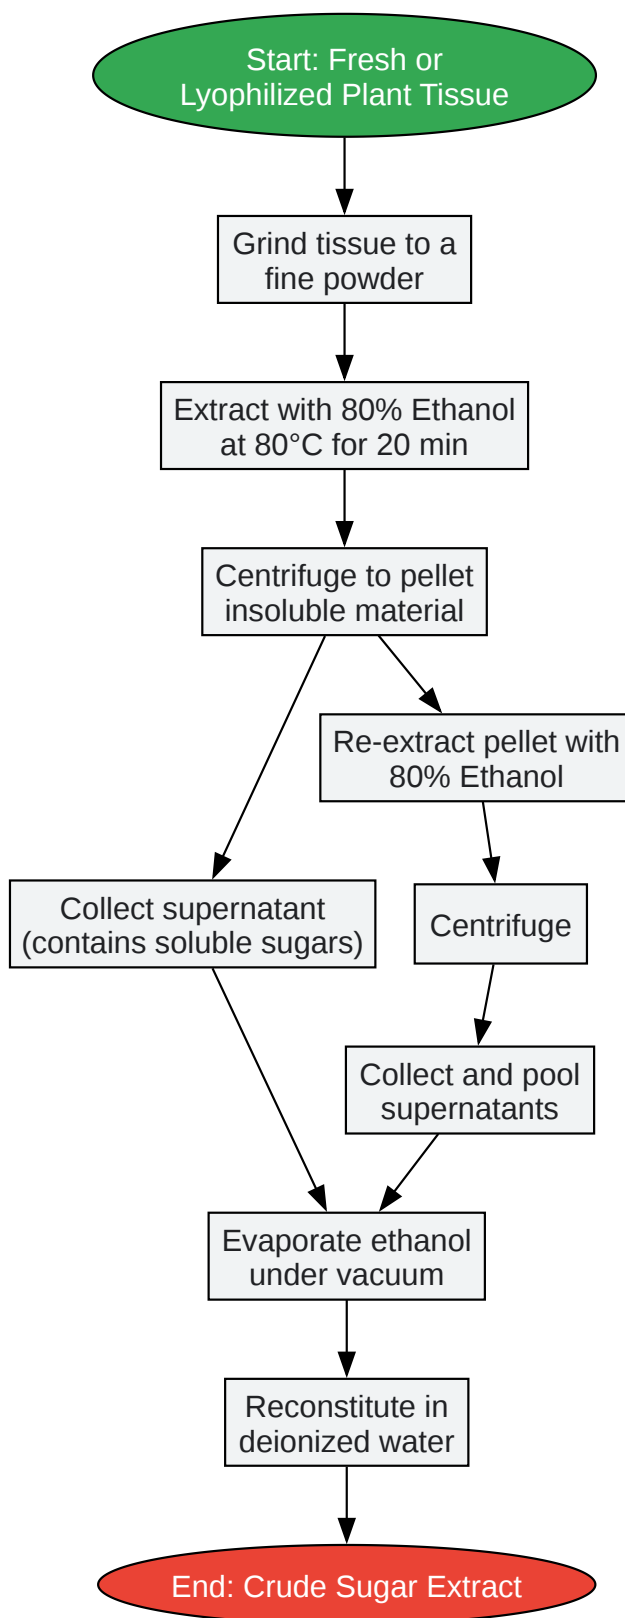 Start: Fresh or
Lyophilized Plant Tissue
Grind tissue to a
fine powder
Extract with 80% Ethanol
at 80°C for 20 min
Centrifuge to pellet
insoluble material
Re-extract pellet with
80% Ethanol
Collect supernatant
(contains soluble sugars)
Centrifuge
Collect and pool
supernatants
Evaporate ethanol
under vacuum
Reconstitute in
deionized water
End: Crude Sugar Extract